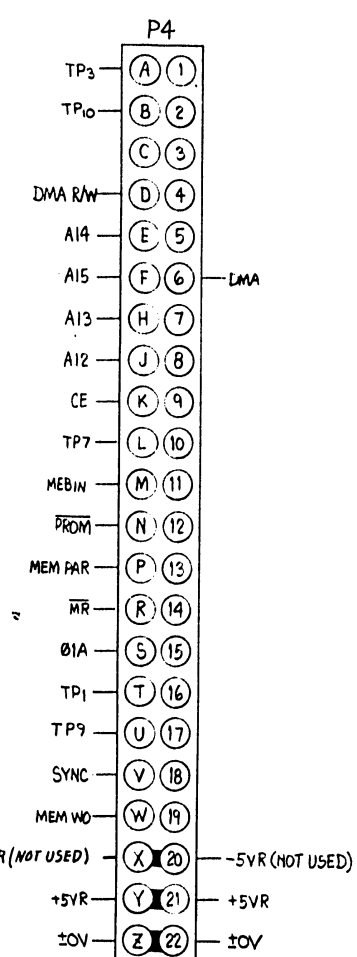 P4
TP3 A 1
TP10 B 2
C 3
DMA R/W D 4
A14 E 5
A15 F 6 DMA
A13 H 7
A12 J 8
CE K 9
TP7 L 10
MEBIN M 11
PROM N 12
MEM PAR P 13
MR R 14
Ø1A S 15
TP1 T 16
TP9 U 17
SYNC V 18
MEM WO W 19
R (NOT USED) X 20 -5VR (NOT USED)
+5VR Y 21 +5VR
±0V Z 22 ±0V